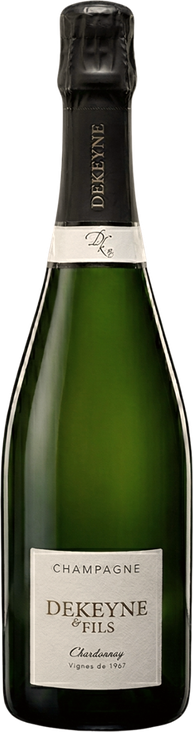 DEKEYNE
CHAMPAGNE
DEKEYNE
& FILS
Chardonnay
Vignes de 1967